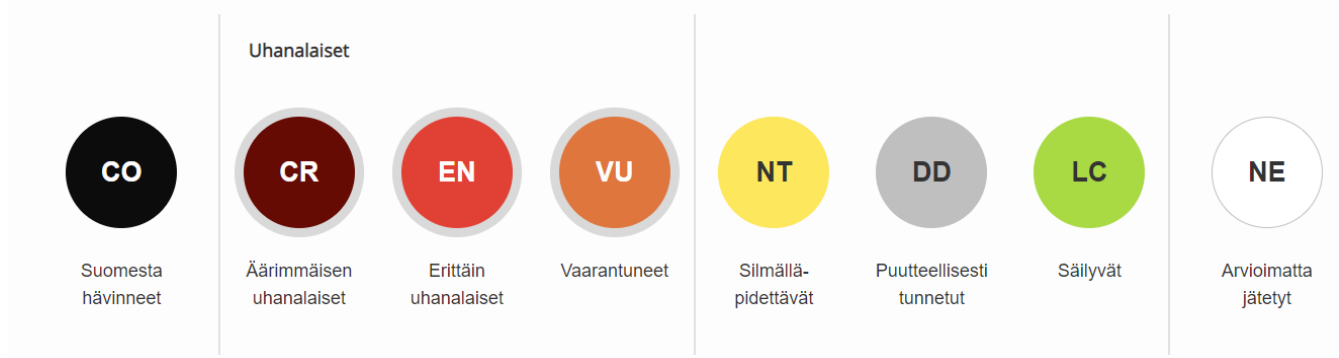 Uhanalaiset
CO
CR
EN
VU
NT
DD
LC
NE
Suomesta
hävinneet
Äärimmäisen
uhanalaiset
Erittäin
uhanalaiset
Vaarantuneet
Silmällä-
pidettävät
Puutteellisesti
tunnetut
Säilyvät
Arvioimatta
jätetyt